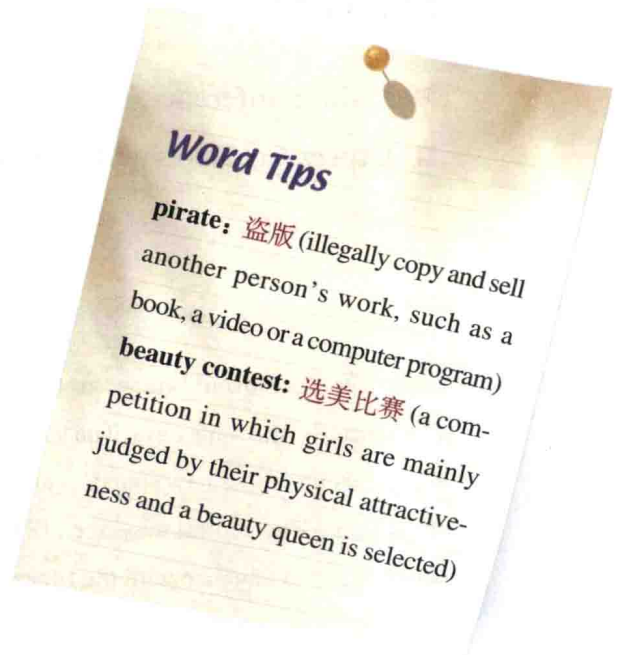 Word Tips
pirate: 盗版 (illegally copy and sell
another person's work, such as a
book, a video or a computer program)
beauty contest: 选美比赛 (a com-
petition in which girls are mainly
judged by their physical attractive-
ness and a beauty queen is selected)